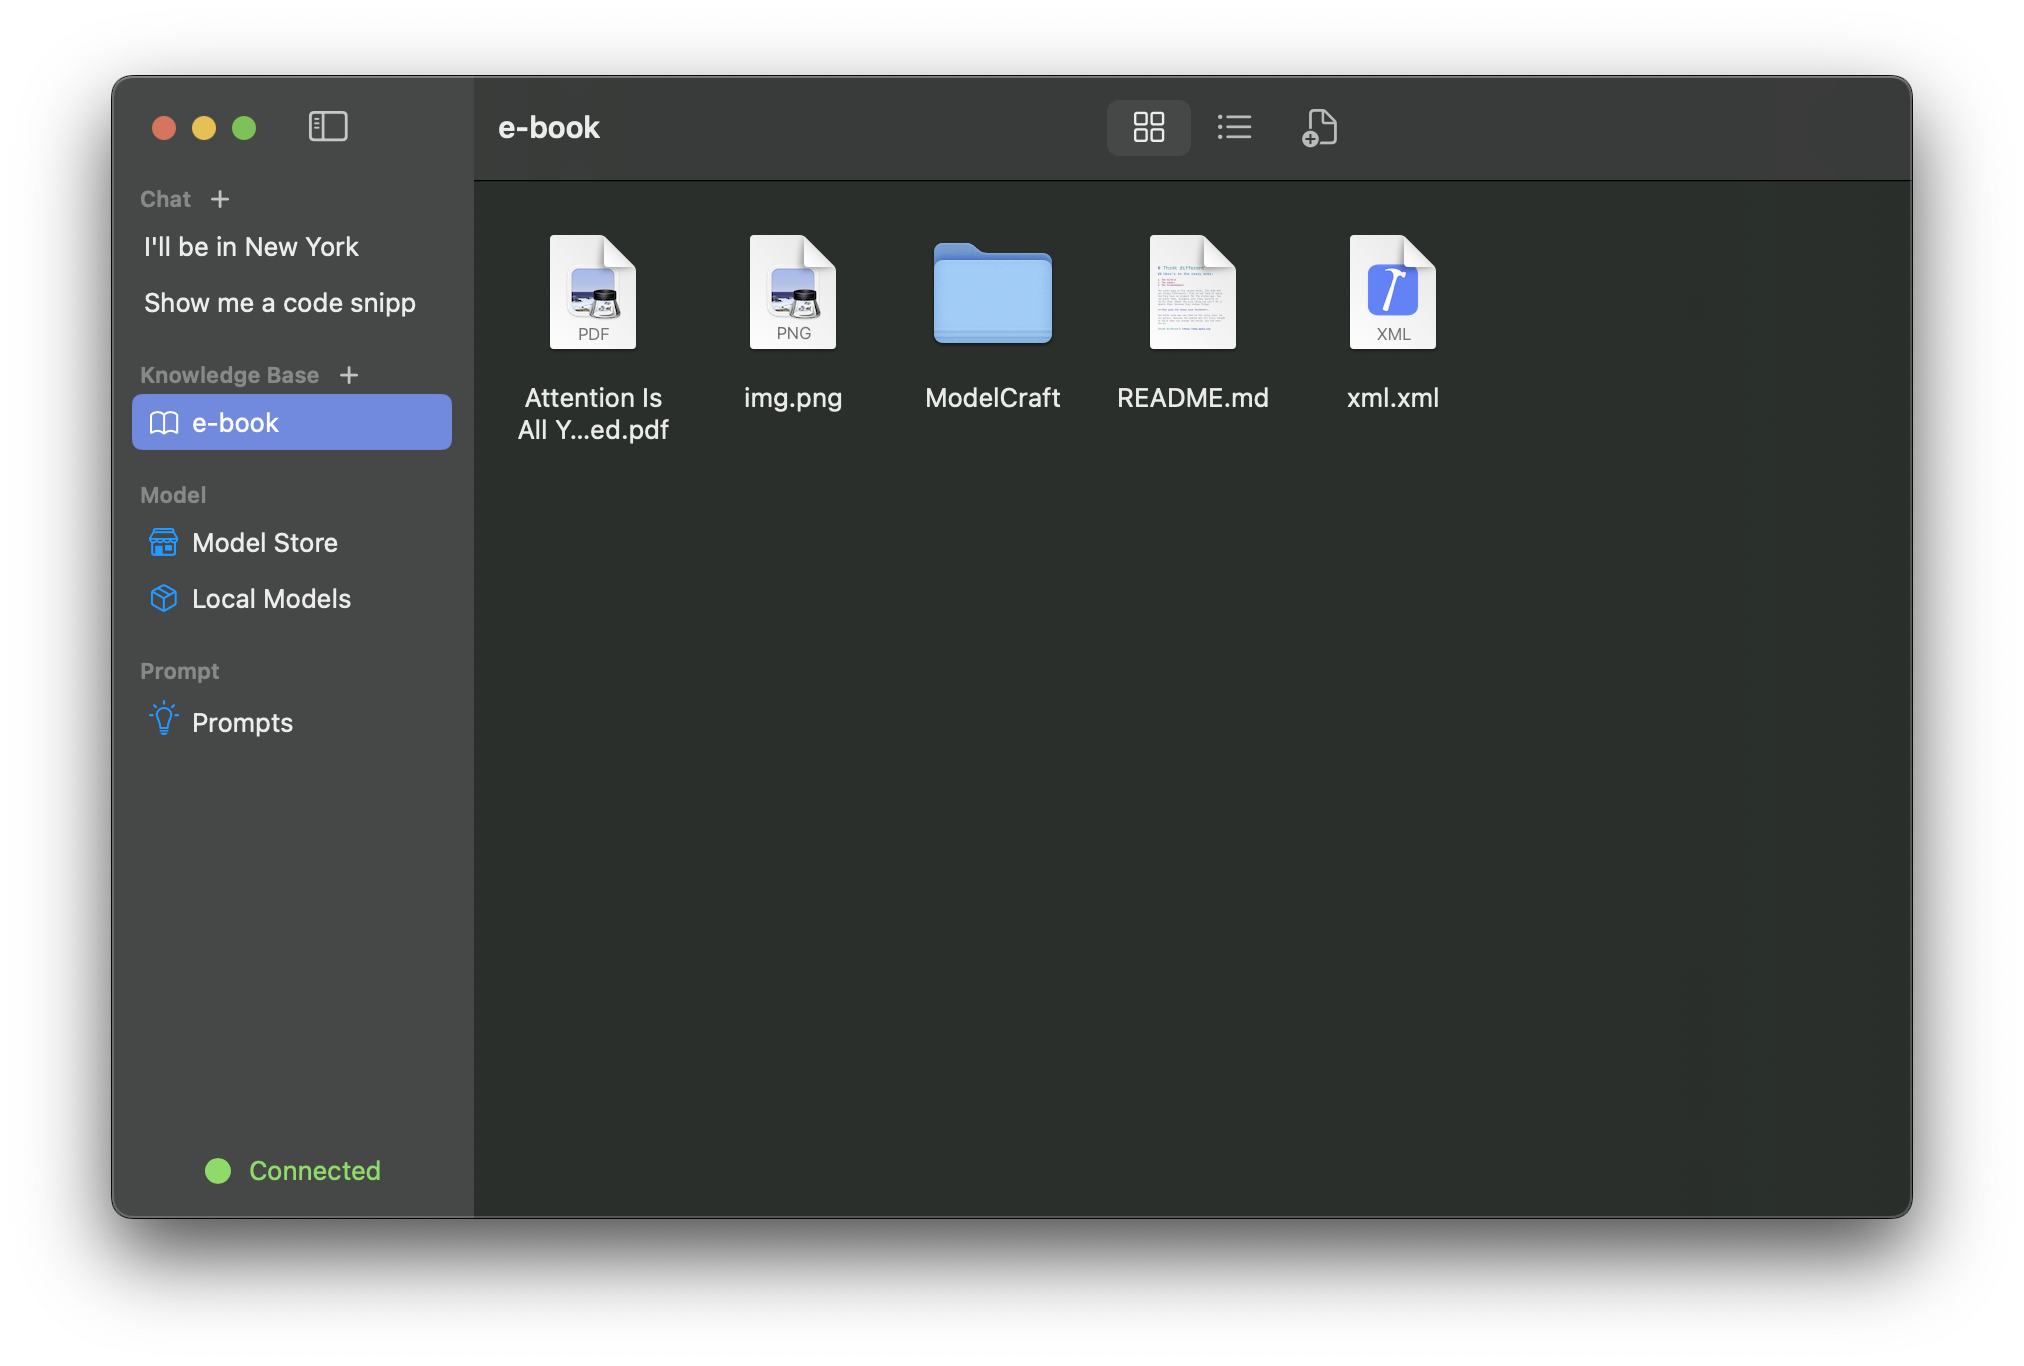 e-book
Chat
I'll be in New York
Show me a code snipp
Knowledge Base
e-book
Model
Model Store
Local Models
Prompt
Prompts
Connected
PDF
Attention Is
All Y...ed.pdf
PNG
img.png
ModelCraft
README.md
XML
xml.xml